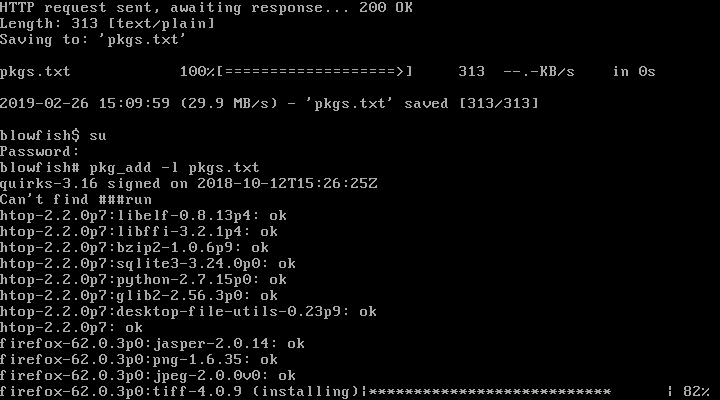 HTTP request sent, awaiting response... 200 OK
Length: 313 [text/plain]
Saving to: 'pkgs.txt'
pkgs.txt 100%[===================>] 313 --.-KB/s in 0s
2019-02-26 15:09:59 (29.9 MB/s) - 'pkgs.txt' saved [313/313]
blowfish$ su
Password:
blowfish# pkg_add -l pkgs.txt
quirks-3.16 signed on 2018-10-12T15:26:25Z
Can't find ###run
htop-2.2.0p7:libelf-0.8.13p4: ok
htop-2.2.0p7:libffi-3.2.1p4: ok
htop-2.2.0p7:bzip2-1.0.6p9: ok
htop-2.2.0p7:sqlite3-3.24.0p0: ok
htop-2.2.0p7:python-2.7.15p0: ok
htop-2.2.0p7:glib2-2.56.3p0: ok
htop-2.2.0p7:desktop-file-utils-0.23p9: ok
htop-2.2.0p7: ok
firefox-62.0.3p0:jasper-2.0.14: ok
firefox-62.0.3p0:png-1.6.35: ok
firefox-62.0.3p0:jpeg-2.0.0v0: ok
firefox-62.0.3p0:tiff-4.0.9 (installing)|*************************** | 82%